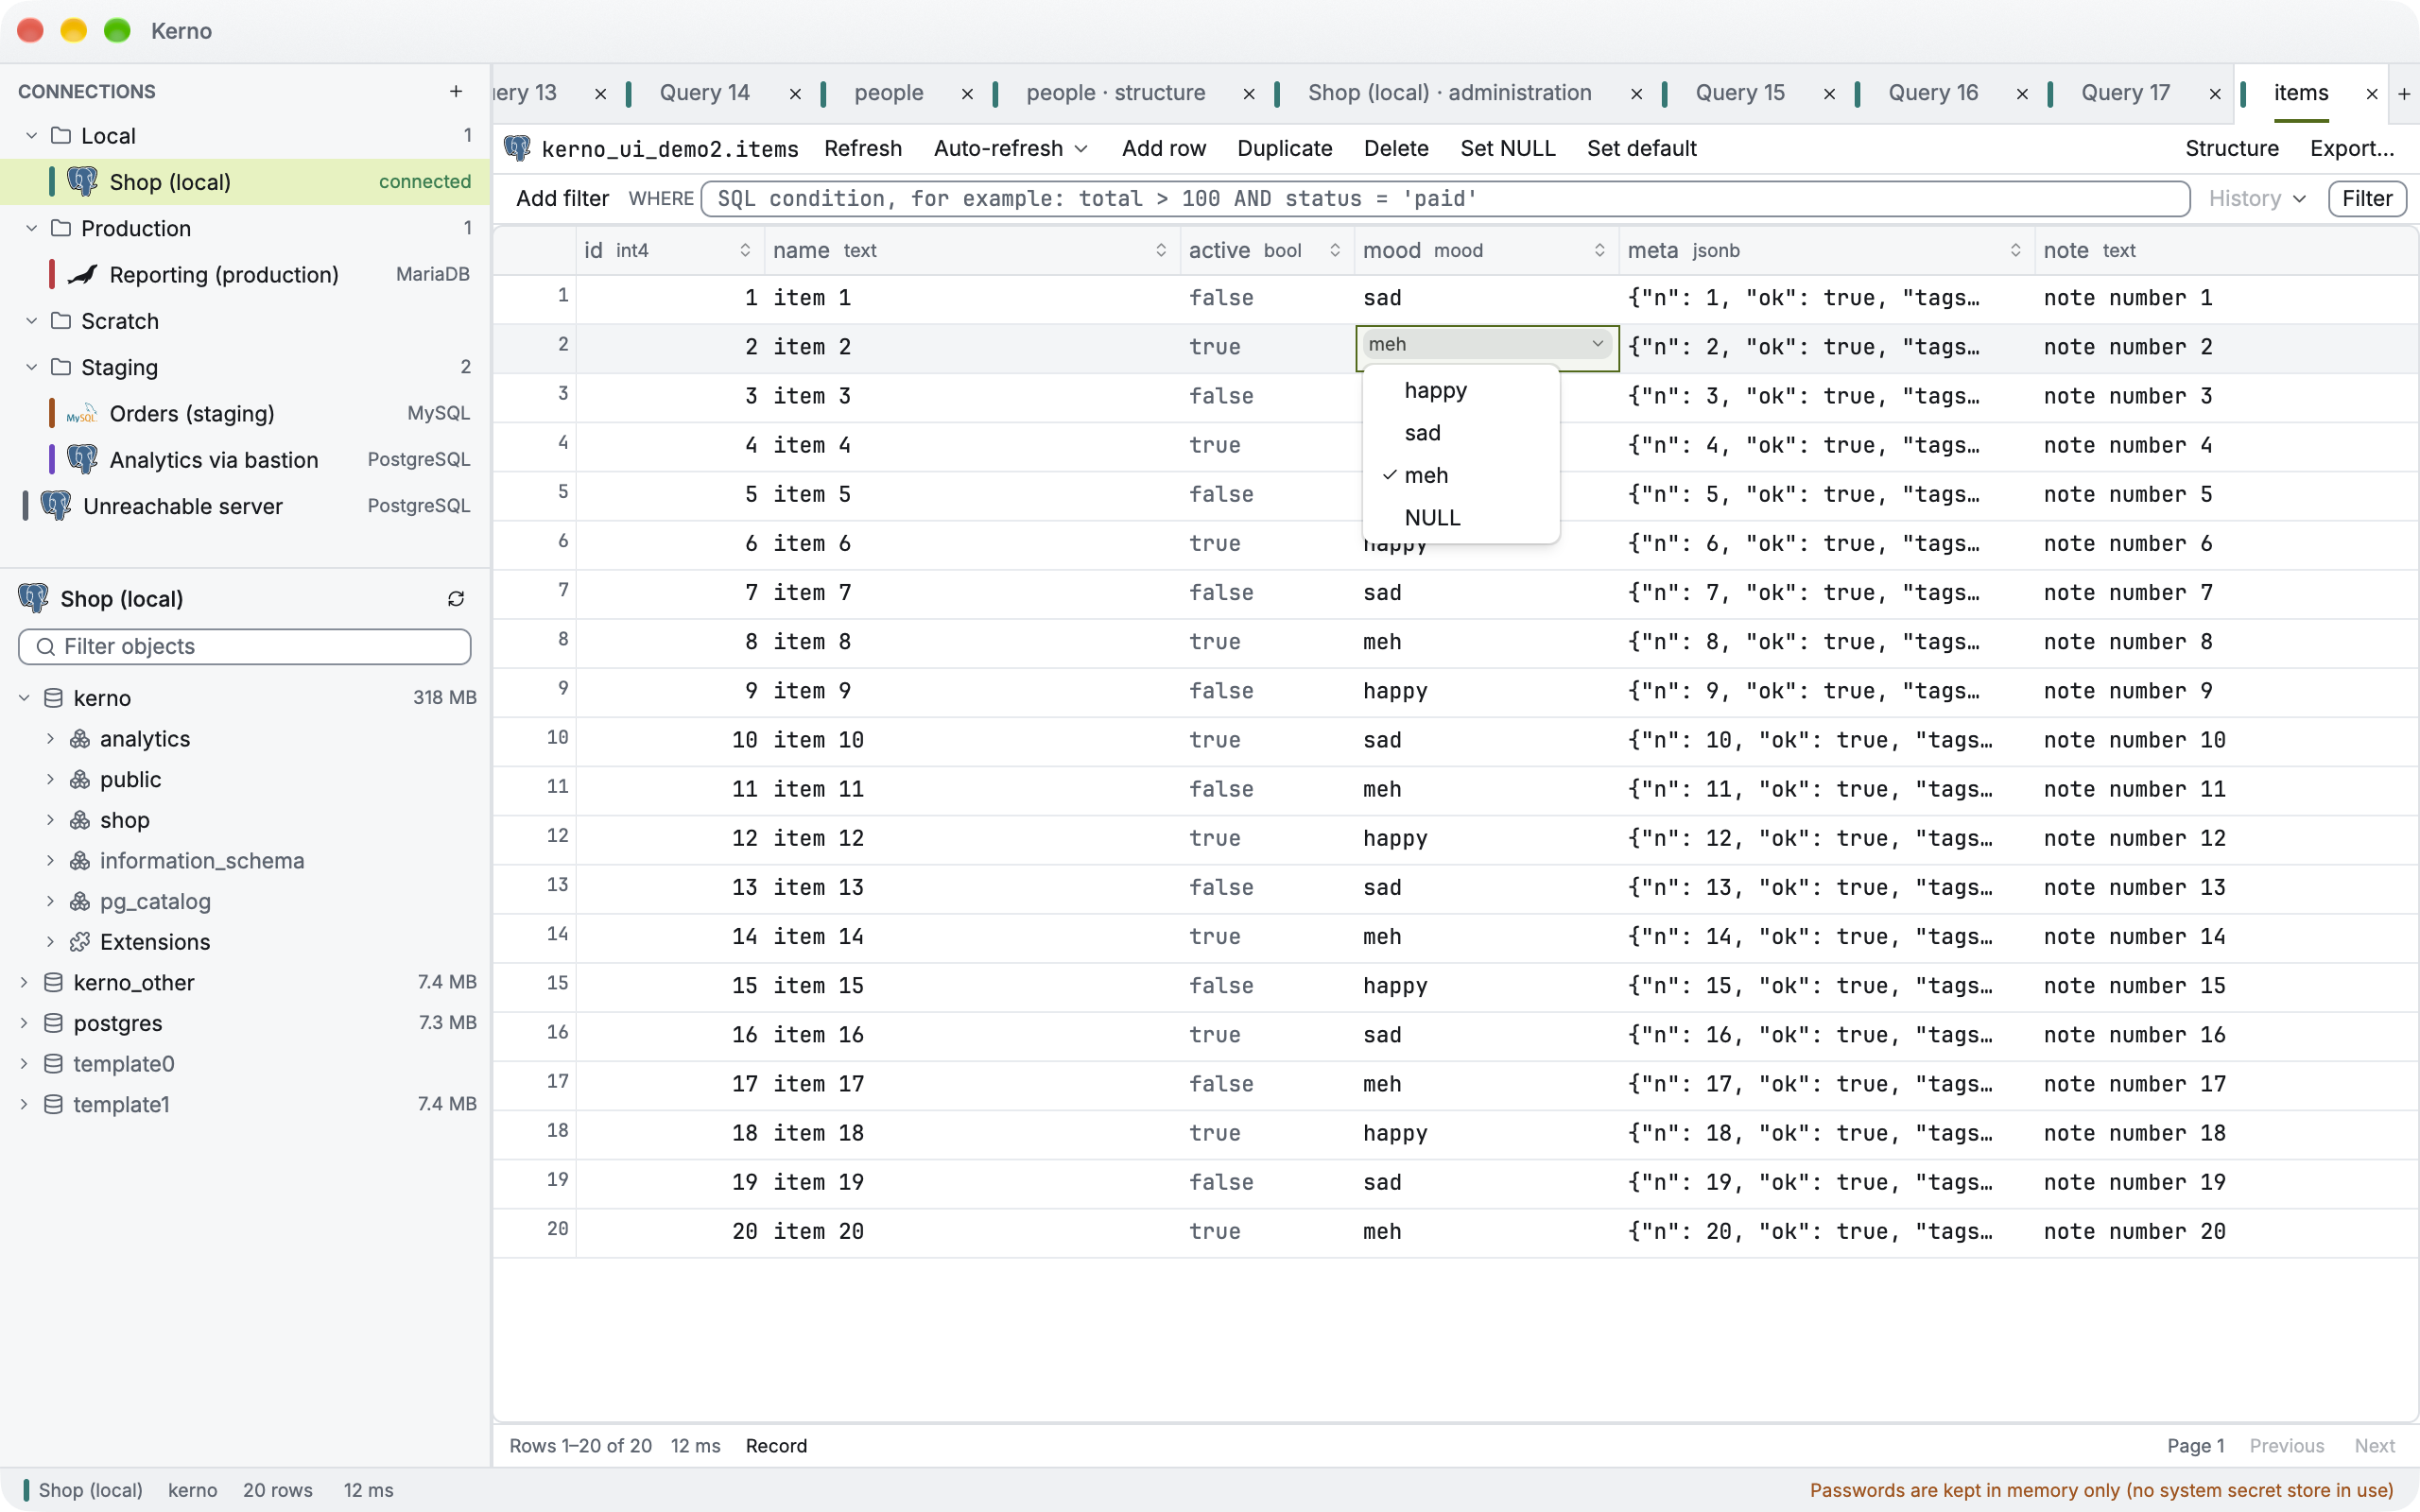 Kerno
CONNECTIONS +
Local 1
Shop (local) connected
Production 1
Reporting (production) MariaDB
Scratch
Staging 2
MySQL Orders (staging) MySQL
Analytics via bastion PostgreSQL
Unreachable server PostgreSQL
Shop (local)
Filter objects
kerno 318 MB
analytics
public
shop
information_schema
pg_catalog
Extensions
kerno_other 7.4 MB
postgres 7.3 MB
template0
template1 7.4 MB
ery 13 × Query 14 × people × people · structure × Shop (local) · administration × Query 15 × Query 16 × Query 17 × items × +
kerno_ui_demo2.items Refresh Auto-refresh Add row Duplicate Delete Set NULL Set default Structure Export...
Add filter WHERE SQL condition, for example: total > 100 AND status = 'paid' History Filter
id int4 name text active bool mood mood meta jsonb note text
1 1 item 1 false sad {"n": 1, "ok": true, "tags… note number 1
2 2 item 2 true meh {"n": 2, "ok": true, "tags… note number 2
3 3 item 3 false {"n": 3, "ok": true, "tags… note number 3
4 4 item 4 true {"n": 4, "ok": true, "tags… note number 4
5 5 item 5 false {"n": 5, "ok": true, "tags… note number 5
6 6 item 6 true happy {"n": 6, "ok": true, "tags… note number 6
happy
sad
✓ meh
NULL
7 7 item 7 false sad {"n": 7, "ok": true, "tags… note number 7
8 8 item 8 true meh {"n": 8, "ok": true, "tags… note number 8
9 9 item 9 false happy {"n": 9, "ok": true, "tags… note number 9
10 10 item 10 true sad {"n": 10, "ok": true, "tags… note number 10
11 11 item 11 false meh {"n": 11, "ok": true, "tags… note number 11
12 12 item 12 true happy {"n": 12, "ok": true, "tags… note number 12
13 13 item 13 false sad {"n": 13, "ok": true, "tags… note number 13
14 14 item 14 true meh {"n": 14, "ok": true, "tags… note number 14
15 15 item 15 false happy {"n": 15, "ok": true, "tags… note number 15
16 16 item 16 true sad {"n": 16, "ok": true, "tags… note number 16
17 17 item 17 false meh {"n": 17, "ok": true, "tags… note number 17
18 18 item 18 true happy {"n": 18, "ok": true, "tags… note number 18
19 19 item 19 false sad {"n": 19, "ok": true, "tags… note number 19
20 20 item 20 true meh {"n": 20, "ok": true, "tags… note number 20
Rows 1–20 of 20 12 ms Record Page 1 Previous Next
Shop (local) kerno 20 rows 12 ms Passwords are kept in memory only (no system secret store in use)